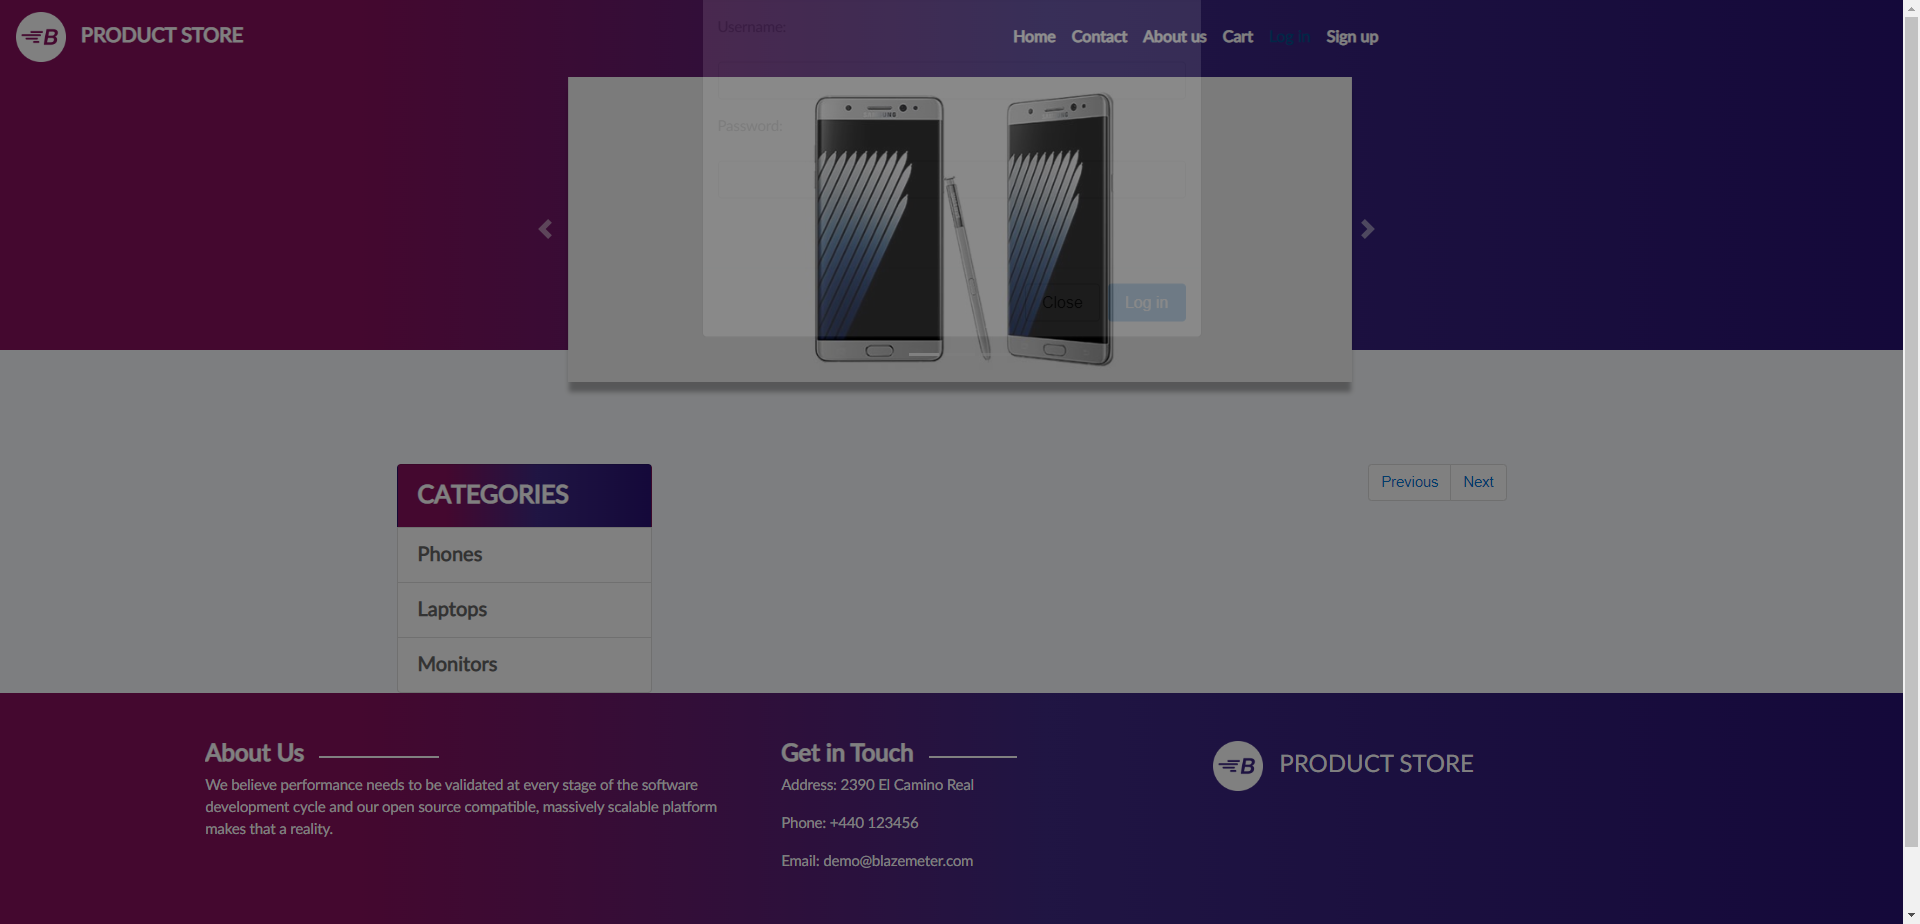 PRODUCT STORE
Home Contact About us Cart Log in Sign up
Username:
Password:
SAMSUNG
Close Log in
CATEGORIES
Phones
Laptops
Monitors
Previous Next
About Us
We believe performance needs to be validated at every stage of the software
development cycle and our open source compatible, massively scalable platform
makes that a reality.
Get in Touch
Address: 2390 El Camino Real
Phone: +440 123456
Email: demo@blazemeter.com
PRODUCT STORE